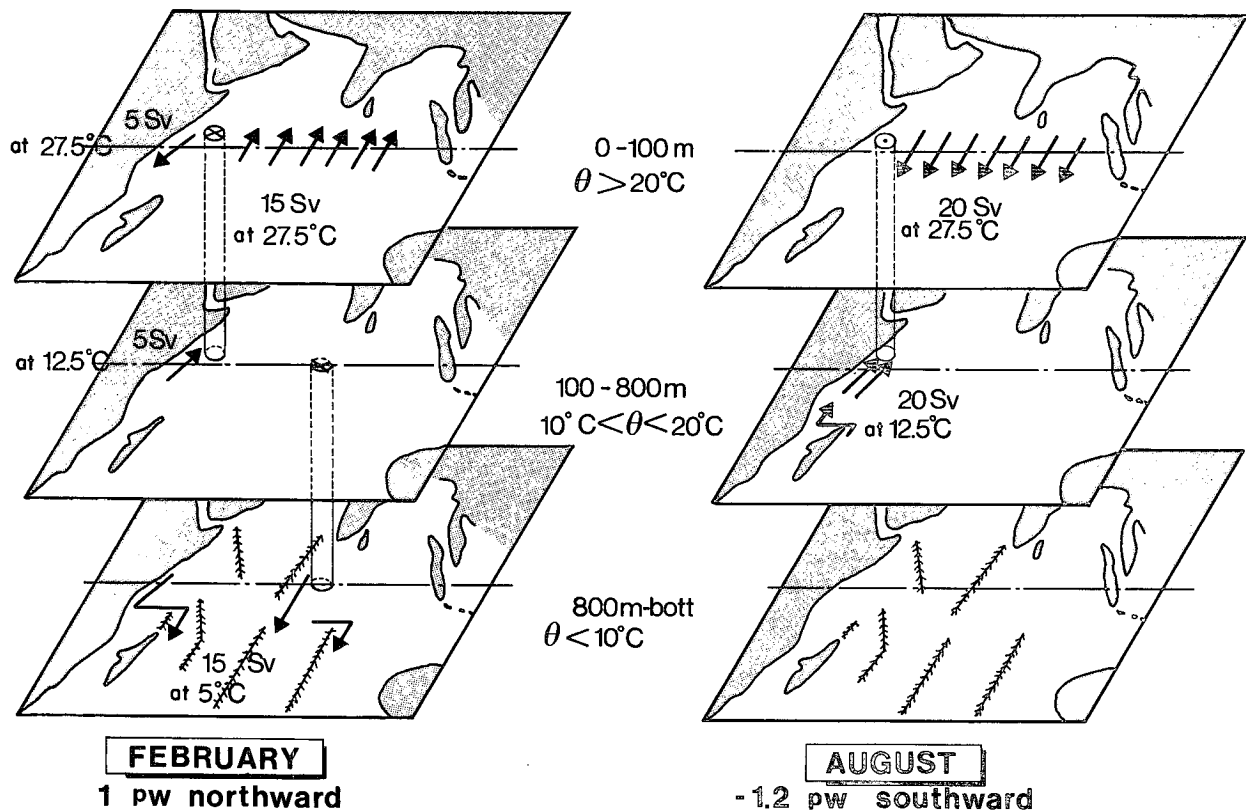 5 Sv
at 27.5°C
15 Sv
at 27.5°C
0-100 m
θ > 20°C
20 Sv
at 27.5°C
5 Sv
at 12.5°C
100-800m
10°C < θ < 20°C
20 Sv
at 12.5°C
800m-bott
θ < 10°C
15 Sv
at 5°C
FEBRUARY
1 pw northward
AUGUST
-1.2 pw southward